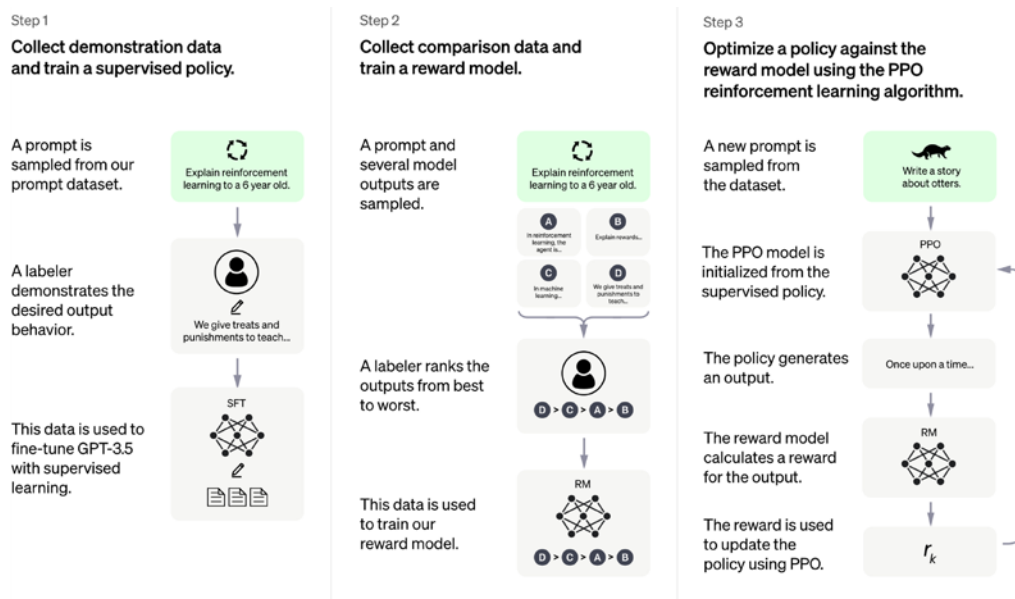 Step 1
Collect demonstration data
and train a supervised policy.
A prompt is
sampled from our
prompt dataset.
Explain reinforcement
learning to a 6 year old.
A labeler
demonstrates the
desired output
behavior.
We give treats and
punishments to teach...
This data is used to
fine-tune GPT-3.5
with supervised
learning.
SFT
Step 2
Collect comparison data and
train a reward model.
A prompt and
several model
outputs are
sampled.
Explain reinforcement
learning to a 6 year old.
A
In reinforcement
learning, the
agent is...
B
Explain rewards...
C
In machine
learning...
D
We give treats and
punishments to
teach...
A labeler ranks the
outputs from best
to worst.
D > C > A > B
This data is used
to train our
reward model.
RM
D > C > A > B
Step 3
Optimize a policy against the
reward model using the PPO
reinforcement learning algorithm.
A new prompt is
sampled from
the dataset.
Write a story
about otters.
The PPO model is
initialized from the
supervised policy.
PPO
The policy generates
an output.
Once upon a time...
The reward model
calculates a reward
for the output.
RM
The reward is used
to update the
policy using PPO.
rk